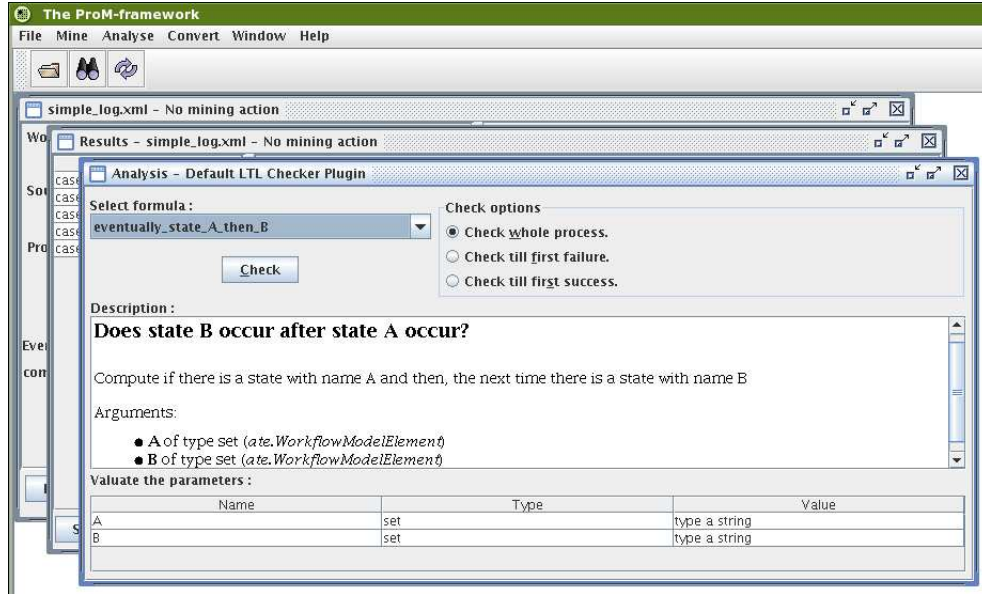 The ProM-framework
File Mine Analyse Convert Window Help
simple_log.xml - No mining action
Wo
Results - simple_log.xml - No mining action
Analysis - Default LTL Checker Plugin
case
Sou
case
case
case
Pro
case
Select formula :
eventually_state_A_then_B
Check
Check options
Check whole process.
Check till first failure.
Check till first success.
Description :
Does state B occur after state A occur?
Compute if there is a state with name A and then, the next time there is a state with name B
Arguments:
● A of type set (ate.WorkflowModelElement)
● B of type set (ate.WorkflowModelElement)
Even
com
Valuate the parameters :
Name Type Value
A set type a string
B set type a string
S